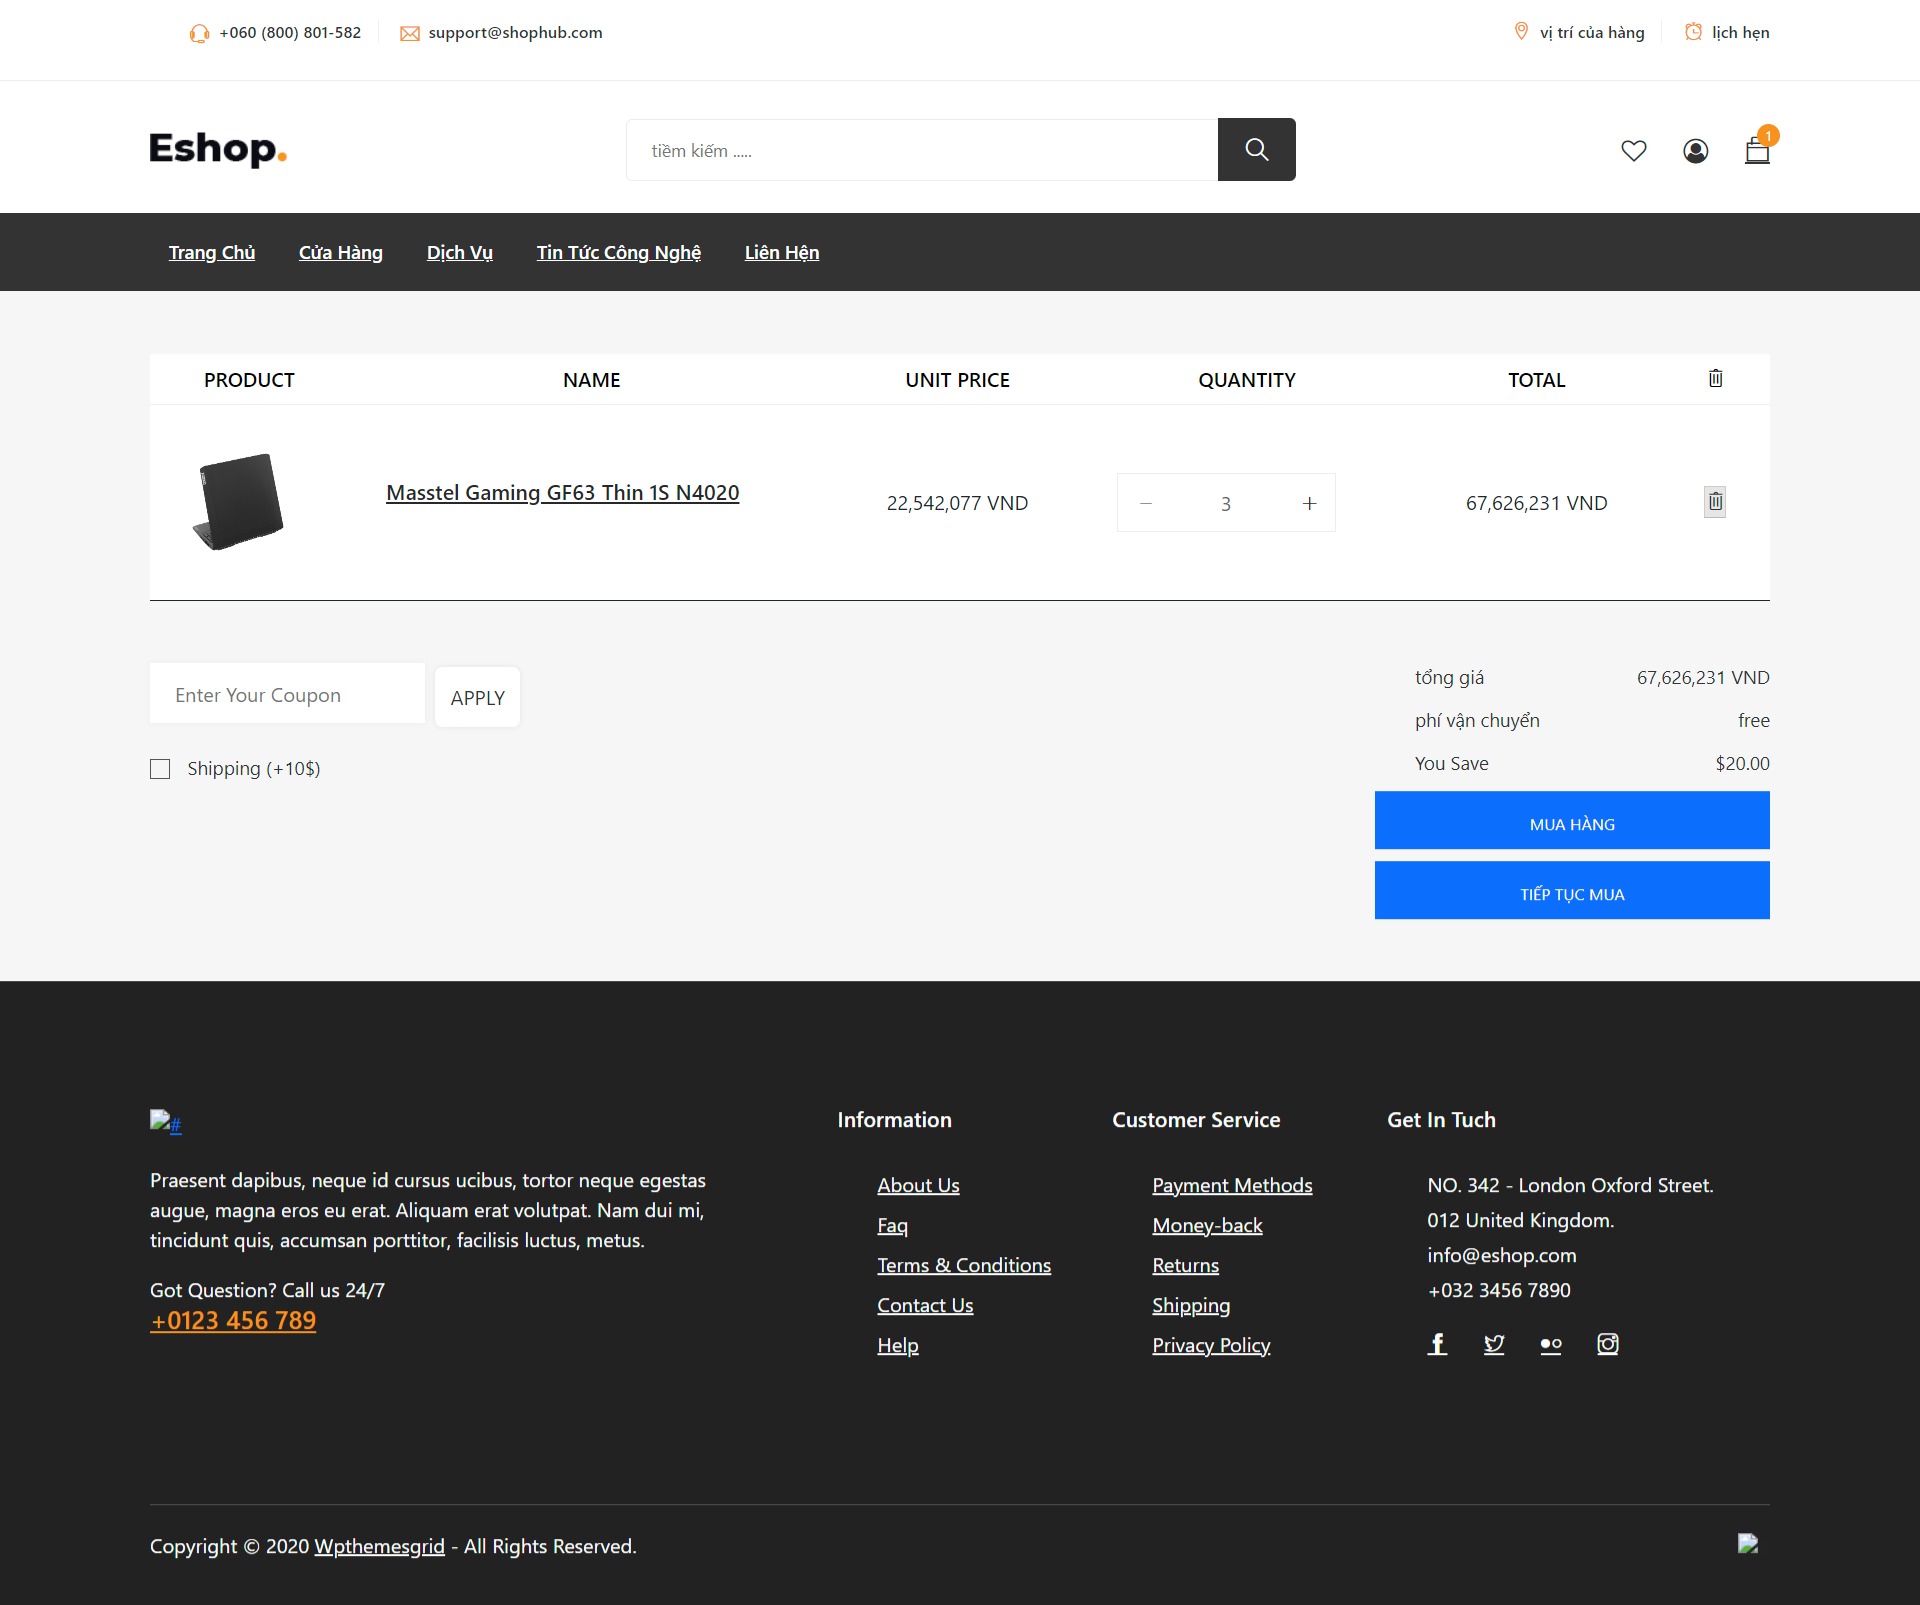 +060 (800) 801-582
support@shophub.com
vị trí của hàng
lịch hẹn
Eshop.
tiềm kiếm .....
1
Trang Chủ
Cửa Hàng
Dịch Vụ
Tin Tức Công Nghệ
Liên Hện
PRODUCT NAME UNIT PRICE QUANTITY TOTAL
Masstel Gaming GF63 Thin 1S N4020
22,542,077 VND
3
67,626,231 VND
Enter Your Coupon
APPLY
Shipping (+10$)
tổng giá 67,626,231 VND
phí vận chuyển free
You Save $20.00
MUA HÀNG
TIẾP TỤC MUA
#
Praesent dapibus, neque id cursus ucibus, tortor neque egestas
augue, magna eros eu erat. Aliquam erat volutpat. Nam dui mi,
tincidunt quis, accumsan porttitor, facilisis luctus, metus.
Got Question? Call us 24/7
+0123 456 789
Information
About Us
Faq
Terms & Conditions
Contact Us
Help
Customer Service
Payment Methods
Money-back
Returns
Shipping
Privacy Policy
Get In Tuch
NO. 342 - London Oxford Street.
012 United Kingdom.
info@eshop.com
+032 3456 7890
Copyright © 2020 Wpthemesgrid - All Rights Reserved.